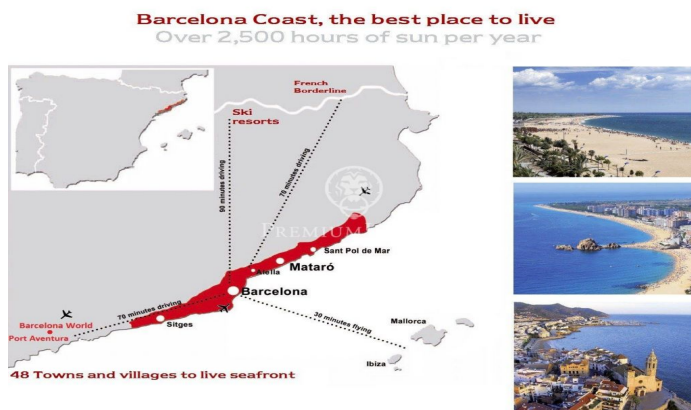 Barcelona Coast, the best place to live
Over 2,500 hours of sun per year
French
Borderline
Ski
resorts
90 minutes driving
70 minutes driving
PREMIUM
Sant Pol de Mar
Mataró
Alella
Barcelona
70 minutes driving
30 minutes flying
Barcelona World
Port Aventura
Sitges
Mallorca
Ibiza
48 Towns and villages to live seafront